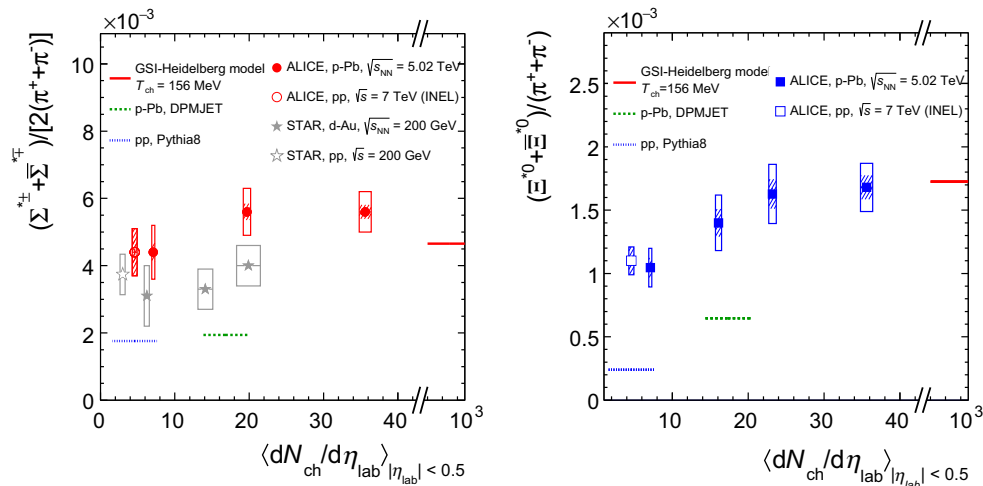 ×10⁻³
(Σ*± + Σ̅*∓)/[2(π⁺+π⁻)]
10
8
6
4
2
0
GSI-Heidelberg model
T_ch = 156 MeV
p-Pb, DPMJET
pp, Pythia8
ALICE, p-Pb, √s_NN = 5.02 TeV
ALICE, pp, √s = 7 TeV (INEL)
STAR, d-Au, √s_NN = 200 GeV
STAR, pp, √s = 200 GeV
0 10 20 30 40 10³
⟨dN_ch/dη_lab⟩_|η_lab| < 0.5
×10⁻³
(Ξ*⁰+Ξ̅*⁰)/(π⁺+π⁻)
2.5
2
1.5
1
0.5
0
GSI-Heidelberg model
T_ch=156 MeV
p-Pb, DPMJET
pp, Pythia8
ALICE, p-Pb, √s_NN = 5.02 TeV
ALICE, pp, √s = 7 TeV (INEL)
10 20 30 40 10³
⟨dN_ch/dη_lab⟩_|η_lab| < 0.5